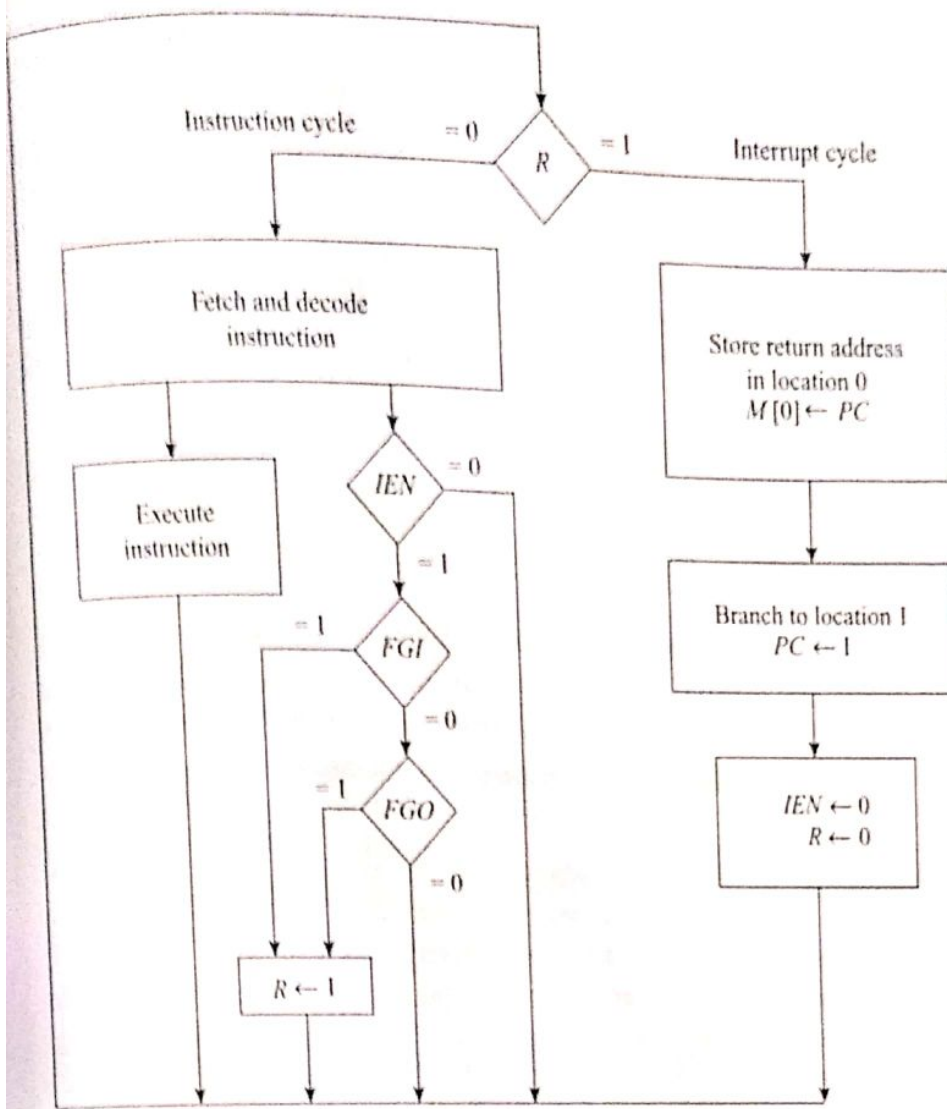 R
Instruction cycle
= 0
= 1
Interrupt cycle
Fetch and decode
instruction
Store return address
in location 0
M [0] ← PC
Execute
instruction
IEN
= 0
= 1
Branch to location 1
PC ← 1
= 1
FGI
= 0
= 1
FGO
= 0
IEN ← 0
R ← 0
R ← 1